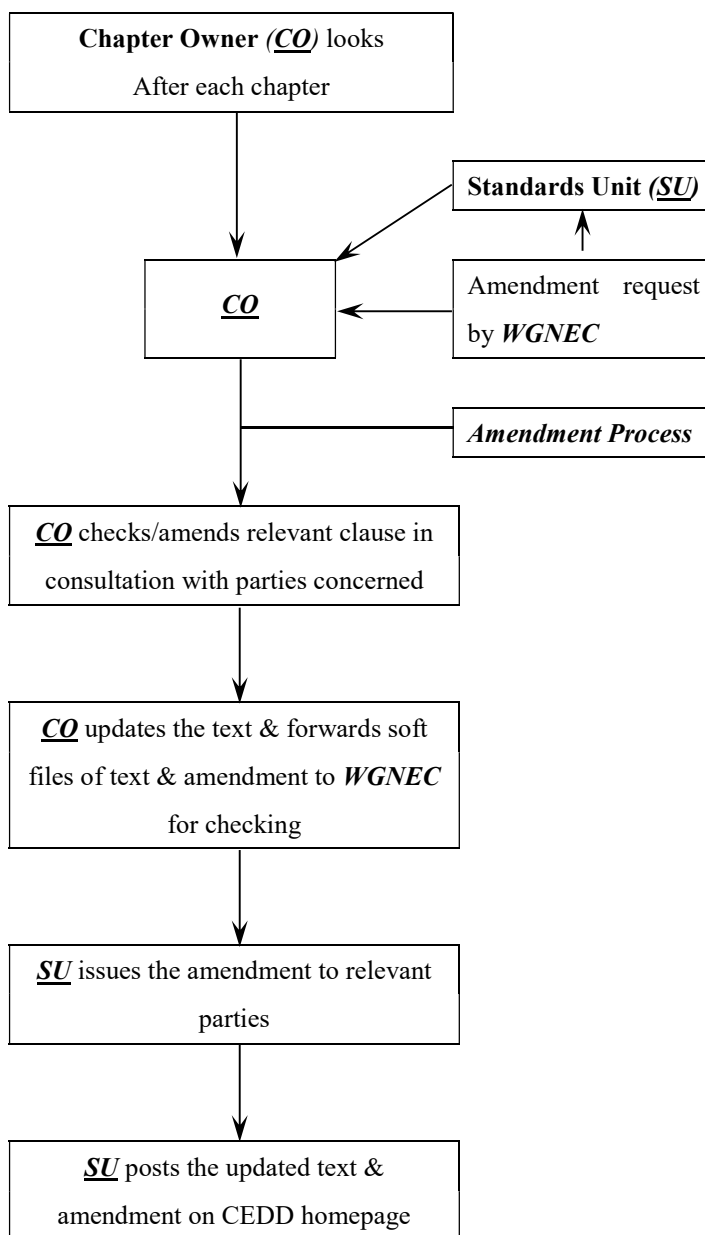 Chapter Owner (CO) looks
After each chapter
Standards Unit (SU)
CO
Amendment request
by WGNEC
Amendment Process
CO checks/amends relevant clause in
consultation with parties concerned
CO updates the text & forwards soft
files of text & amendment to WGNEC
for checking
SU issues the amendment to relevant
parties
SU posts the updated text &
amendment on CEDD homepage